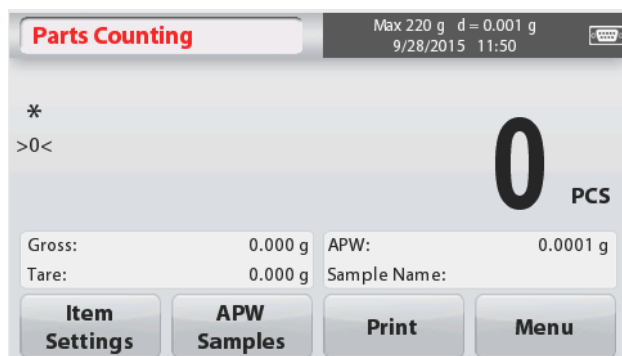 Parts Counting
Max 220 g d = 0.001 g
9/28/2015 11:50
*
>0<
0 PCS
Gross: 0.000 g
APW: 0.0001 g
Tare: 0.000 g
Sample Name:
Item
Settings
APW
Samples
Print
Menu